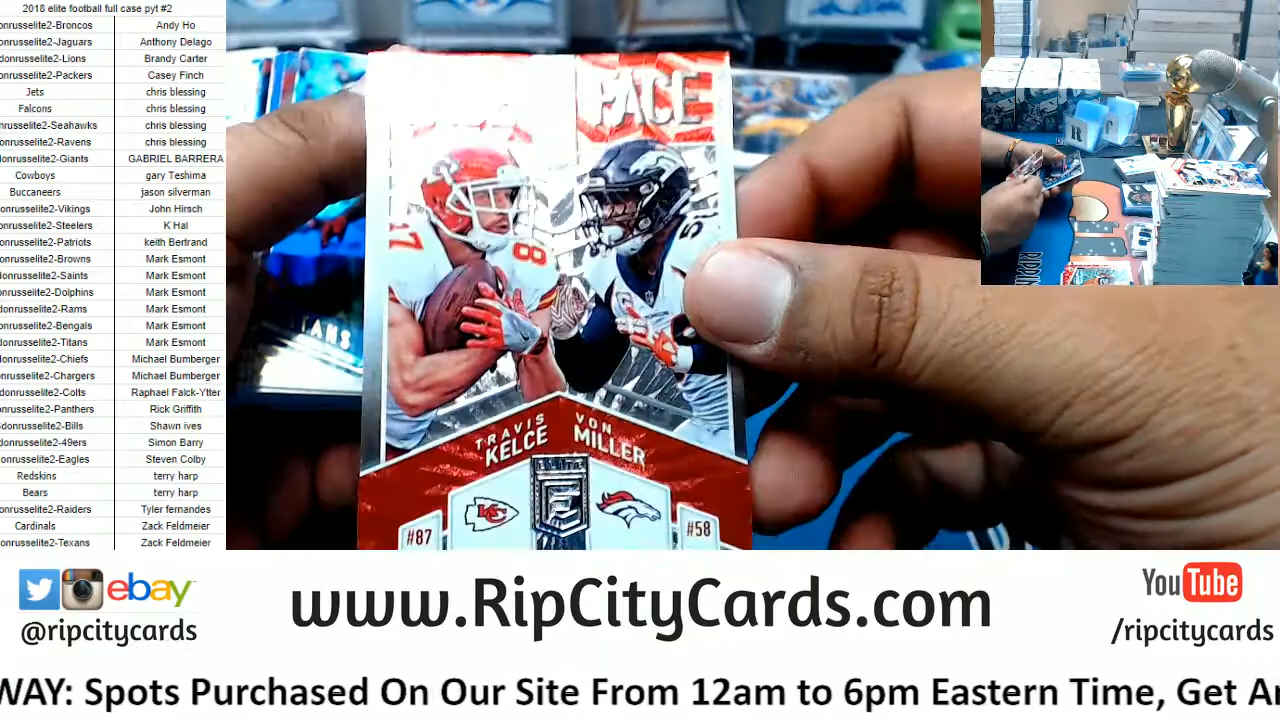 2018 elite football full case pyt #2
onrusselite2-Broncos Andy Ho
onrusselite2-Jaguars Anthony Delago
donrusselite2-Lions Brandy Carter
onrusselite2-Packers Casey Finch
Jets chris blessing
Falcons chris blessing
nrusselite2-Seahawks chris blessing
onrusselite2-Ravens chris blessing
onrusselite2-Giants GABRIEL BARRERA
Cowboys gary Teshima
Buccaneers jason silverman
onrusselite2-Vikings John Hirsch
onrusselite2-Steelers K Hal
onrusselite2-Patriots keith Bertrand
onrusselite2-Browns Mark Esmont
donrusselite2-Saints Mark Esmont
onrusselite2-Dolphins Mark Esmont
donrusselite2-Rams Mark Esmont
onrusselite2-Bengals Mark Esmont
donrusselite2-Titans Mark Esmont
onrusselite2-Chiefs Michael Bumberger
nrusselite2-Chargers Michael Bumberger
donrusselite2-Colts Raphael Falck-Ytter
nrusselite2-Panthers Rick Griffith
donrusselite2-Bills Shawn ives
donrusselite2-49ers Simon Barry
onrusselite2-Eagles Steven Colby
Redskins terry harp
Bears terry harp
onrusselite2-Raiders Tyler fernandes
Cardinals Zack Feldmeier
onrusselite2-Texans Zack Feldmeier
FACE
87
TRAVIS KELCE
VON MILLER
ELITE
E
KC
#87
#58
ebay
@ripcitycards
www.RipCityCards.com
YouTube
/ripcitycards
WAY: Spots Purchased On Our Site From 12am to 6pm Eastern Time, Get A